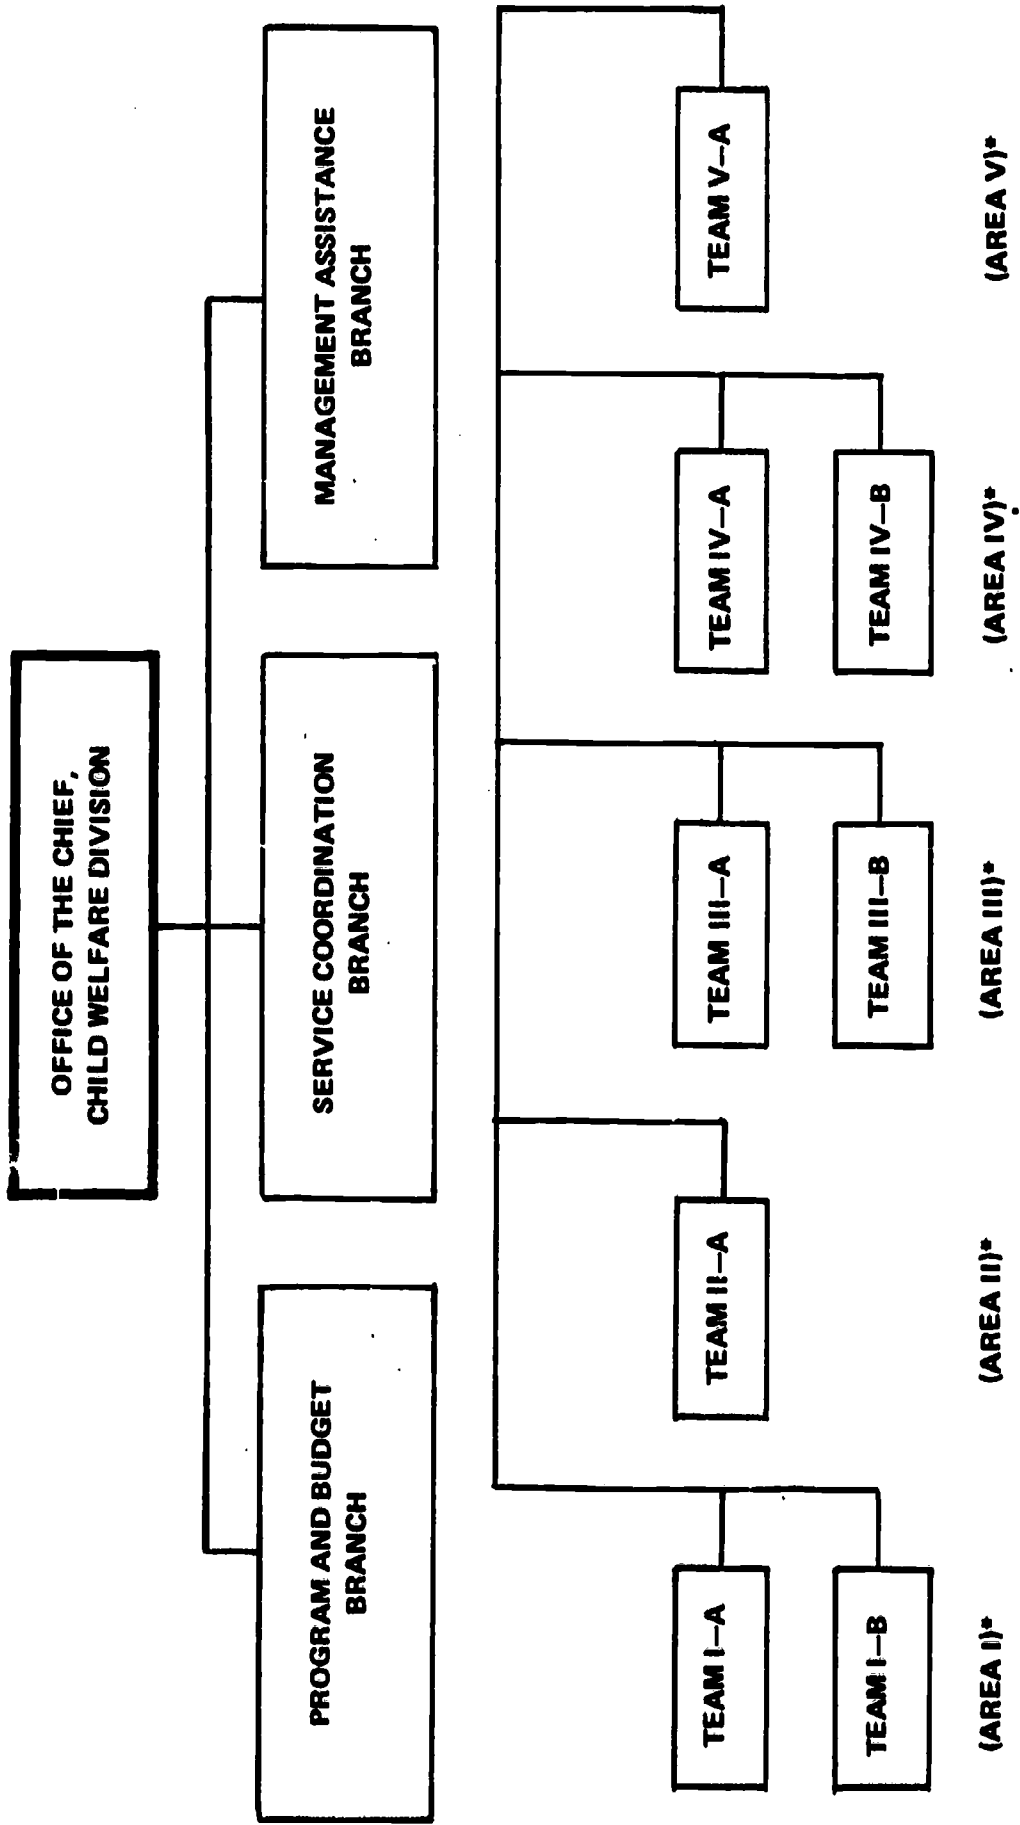 OFFICE OF THE CHIEF,
CHILD WELFARE DIVISION
PROGRAM AND BUDGET
BRANCH
SERVICE COORDINATION
BRANCH
MANAGEMENT ASSISTANCE
BRANCH
TEAM I–A
TEAM II–A
TEAM III–A
TEAM IV–A
TEAM V–A
TEAM I–B
TEAM III–B
TEAM IV–B
(AREA I)*
(AREA II)*
(AREA III)*
(AREA IV)*
(AREA V)*